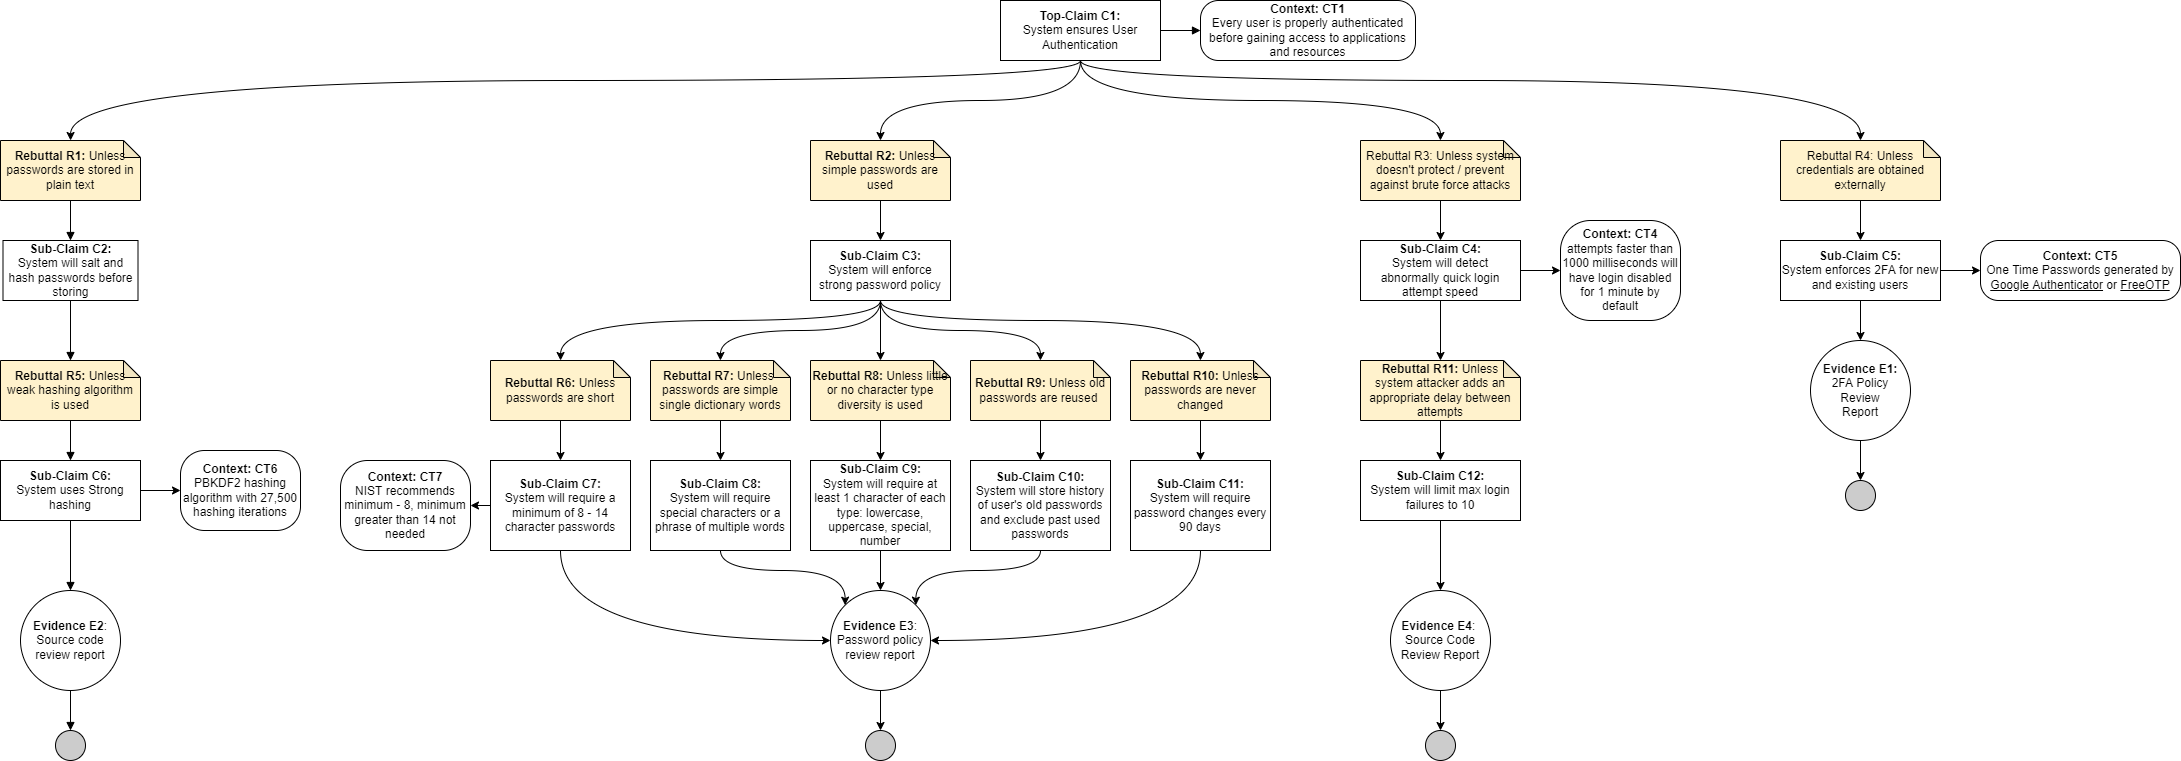 Top-Claim C1:
System ensures User
Authentication
Context: CT1
Every user is properly authenticated
before gaining access to applications
and resources
Rebuttal R1: Unless
passwords are stored in
plain text
Rebuttal R2: Unless
simple passwords are
used
Rebuttal R3: Unless system
doesn't protect / prevent
against brute force attacks
Rebuttal R4: Unless
credentials are obtained
externally
Sub-Claim C2:
System will salt and
hash passwords before
storing
Sub-Claim C3:
System will enforce
strong password policy
Sub-Claim C4:
System will detect
abnormally quick login
attempt speed
Context: CT4
attempts faster than
1000 milliseconds will
have login disabled
for 1 minute by
default
Sub-Claim C5:
System enforces 2FA for new
and existing users
Context: CT5
One Time Passwords generated by
Google Authenticator or FreeOTP
Rebuttal R5: Unless
weak hashing algorithm
is used
Rebuttal R6: Unless
passwords are short
Rebuttal R7: Unless
passwords are simple
single dictionary words
Rebuttal R8: Unless little
or no character type
diversity is used
Rebuttal R9: Unless old
passwords are reused
Rebuttal R10: Unless
passwords are never
changed
Rebuttal R11: Unless
system attacker adds an
appropriate delay between
attempts
Evidence E1:
2FA Policy
Review
Report
Sub-Claim C6:
System uses Strong
hashing
Context: CT6
PBKDF2 hashing
algorithm with 27,500
hashing iterations
Context: CT7
NIST recommends
minimum - 8, minimum
greater than 14 not
needed
Sub-Claim C7:
System will require a
minimum of 8 - 14
character passwords
Sub-Claim C8:
System will require
special characters or a
phrase of multiple words
Sub-Claim C9:
System will require at
least 1 character of each
type: lowercase,
uppercase, special,
number
Sub-Claim C10:
System will store history
of user's old passwords
and exclude past used
passwords
Sub-Claim C11:
System will require
password changes every
90 days
Sub-Claim C12:
System will limit max login
failures to 10
Evidence E2:
Source code
review report
Evidence E3:
Password policy
review report
Evidence E4:
Source Code
Review Report